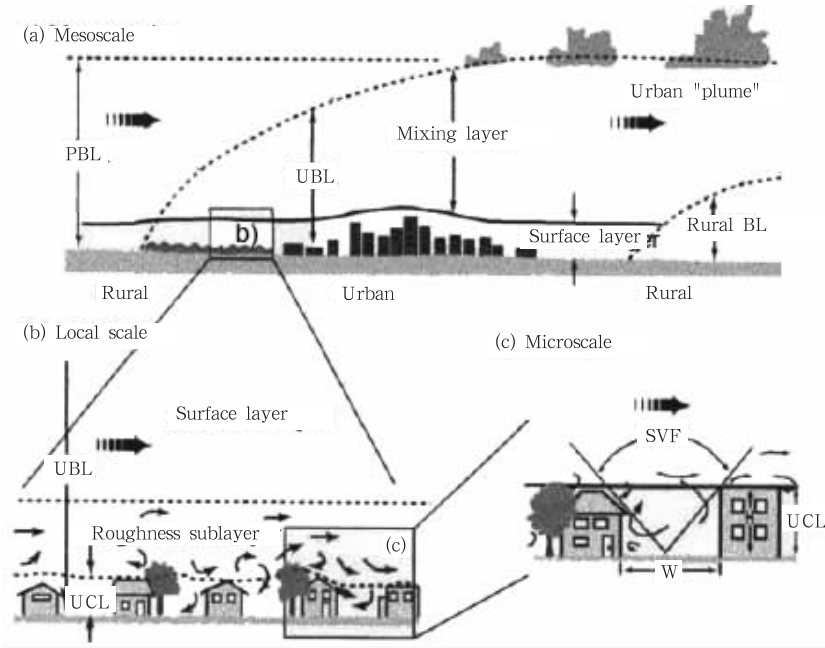 (a) Mesoscale
Urban "plume"
Mixing layer
PBL
UBL
b)
Surface layer
Rural BL
Rural
Urban
Rural
(b) Local scale
(c) Microscale
Surface layer
SVF
UBL
Roughness sublayer
(c)
UCL
UCL
W